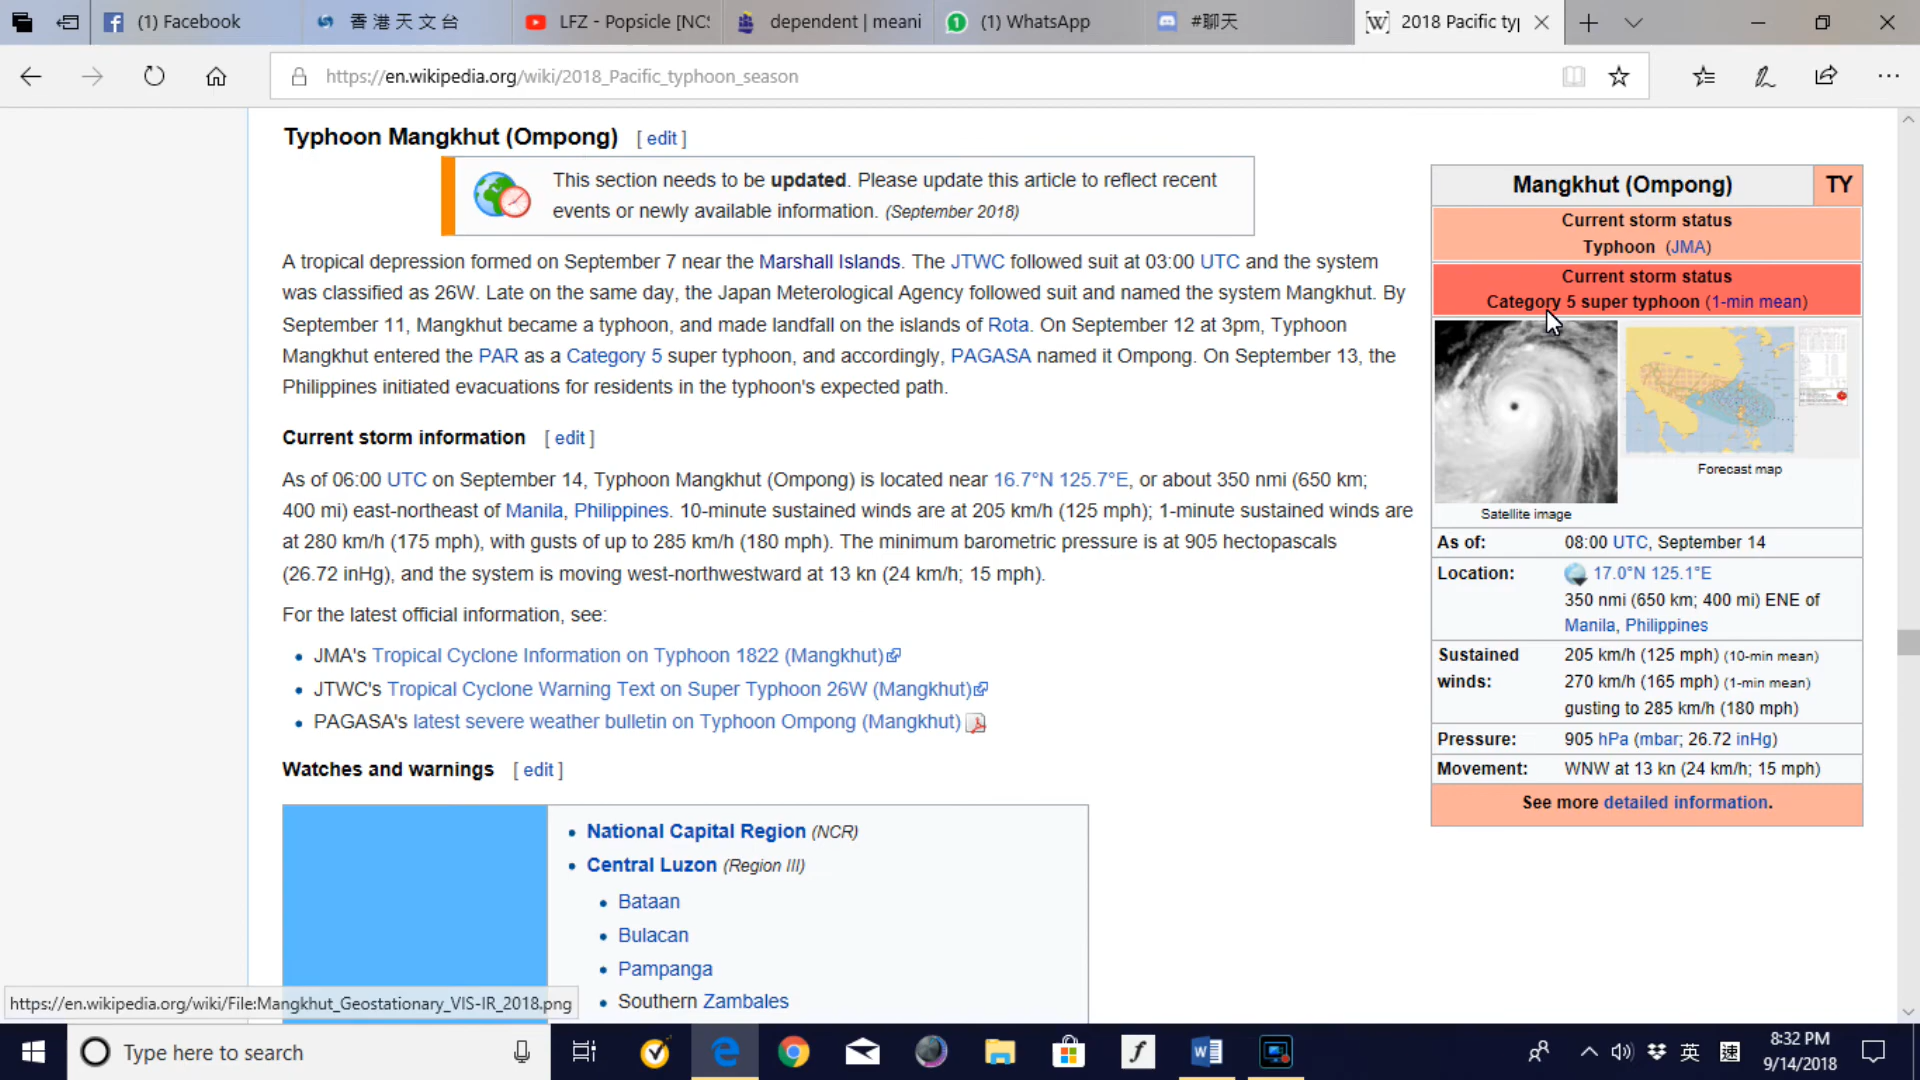 (1) Facebook
香港天文台
LFZ - Popsicle [NCS
dependent | meani
(1) WhatsApp
#聊天
2018 Pacific ty
https://en.wikipedia.org/wiki/2018_Pacific_typhoon_season
Typhoon Mangkhut (Ompong) [ edit ]
This section needs to be updated. Please update this article to reflect recent
events or newly available information. (September 2018)
A tropical depression formed on September 7 near the Marshall Islands. The JTWC followed suit at 03:00 UTC and the system
was classified as 26W. Late on the same day, the Japan Meterological Agency followed suit and named the system Mangkhut. By
September 11, Mangkhut became a typhoon, and made landfall on the islands of Rota. On September 12 at 3pm, Typhoon
Mangkhut entered the PAR as a Category 5 super typhoon, and accordingly, PAGASA named it Ompong. On September 13, the
Philippines initiated evacuations for residents in the typhoon's expected path.
Current storm information [ edit ]
As of 06:00 UTC on September 14, Typhoon Mangkhut (Ompong) is located near 16.7°N 125.7°E, or about 350 nmi (650 km;
400 mi) east-northeast of Manila, Philippines. 10-minute sustained winds are at 205 km/h (125 mph); 1-minute sustained winds are
at 280 km/h (175 mph), with gusts of up to 285 km/h (180 mph). The minimum barometric pressure is at 905 hectopascals
(26.72 inHg), and the system is moving west-northwestward at 13 kn (24 km/h; 15 mph).
For the latest official information, see:
• JMA's Tropical Cyclone Information on Typhoon 1822 (Mangkhut)
• JTWC's Tropical Cyclone Warning Text on Super Typhoon 26W (Mangkhut)
• PAGASA's latest severe weather bulletin on Typhoon Ompong (Mangkhut)
Watches and warnings [ edit ]
• National Capital Region (NCR)
• Central Luzon (Region III)
• Bataan
• Bulacan
• Pampanga
• Southern Zambales
Mangkhut (Ompong) TY
Current storm status
Typhoon (JMA)
Current storm status
Category 5 super typhoon (1-min mean)
Satellite image
Forecast map
As of: 08:00 UTC, September 14
Location: 17.0°N 125.1°E
350 nmi (650 km; 400 mi) ENE of
Manila, Philippines
Sustained 205 km/h (125 mph) (10-min mean)
winds: 270 km/h (165 mph) (1-min mean)
gusting to 285 km/h (180 mph)
Pressure: 905 hPa (mbar; 26.72 inHg)
Movement: WNW at 13 kn (24 km/h; 15 mph)
See more detailed information.
https://en.wikipedia.org/wiki/File:Mangkhut_Geostationary_VIS-IR_2018.png
Type here to search
英
速
8:32 PM
9/14/2018